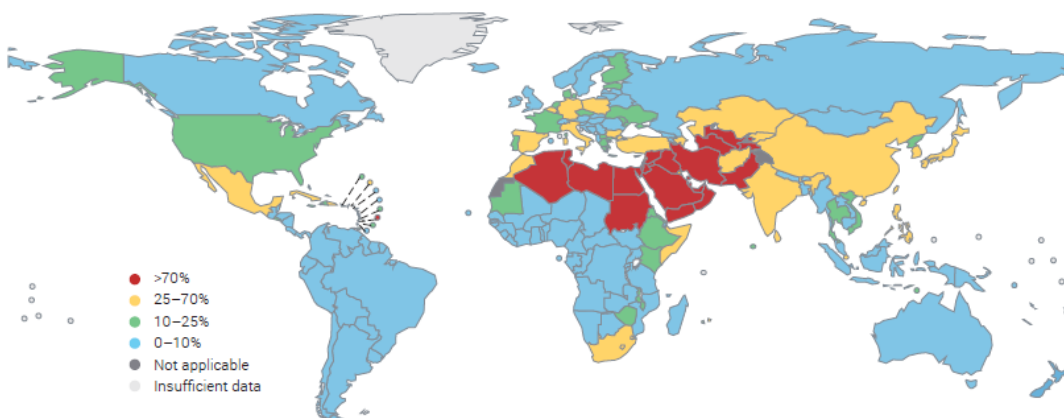 >70%
25–70%
10–25%
0–10%
Not applicable
Insufficient data